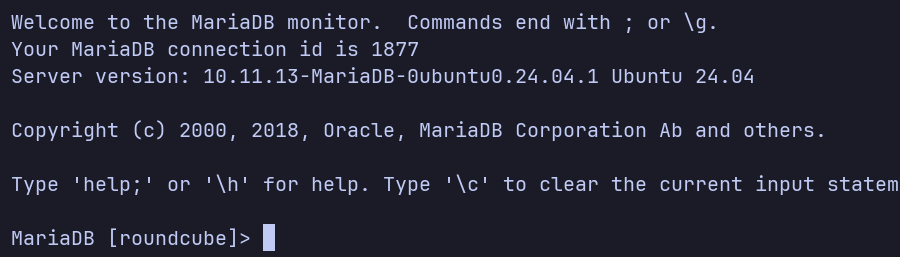 Welcome to the MariaDB monitor.  Commands end with ; or \g.
Your MariaDB connection id is 1877
Server version: 10.11.13-MariaDB-0ubuntu0.24.04.1 Ubuntu 24.04
Copyright (c) 2000, 2018, Oracle, MariaDB Corporation Ab and others.
Type 'help;' or '\h' for help. Type '\c' to clear the current input statem
MariaDB [roundcube]>